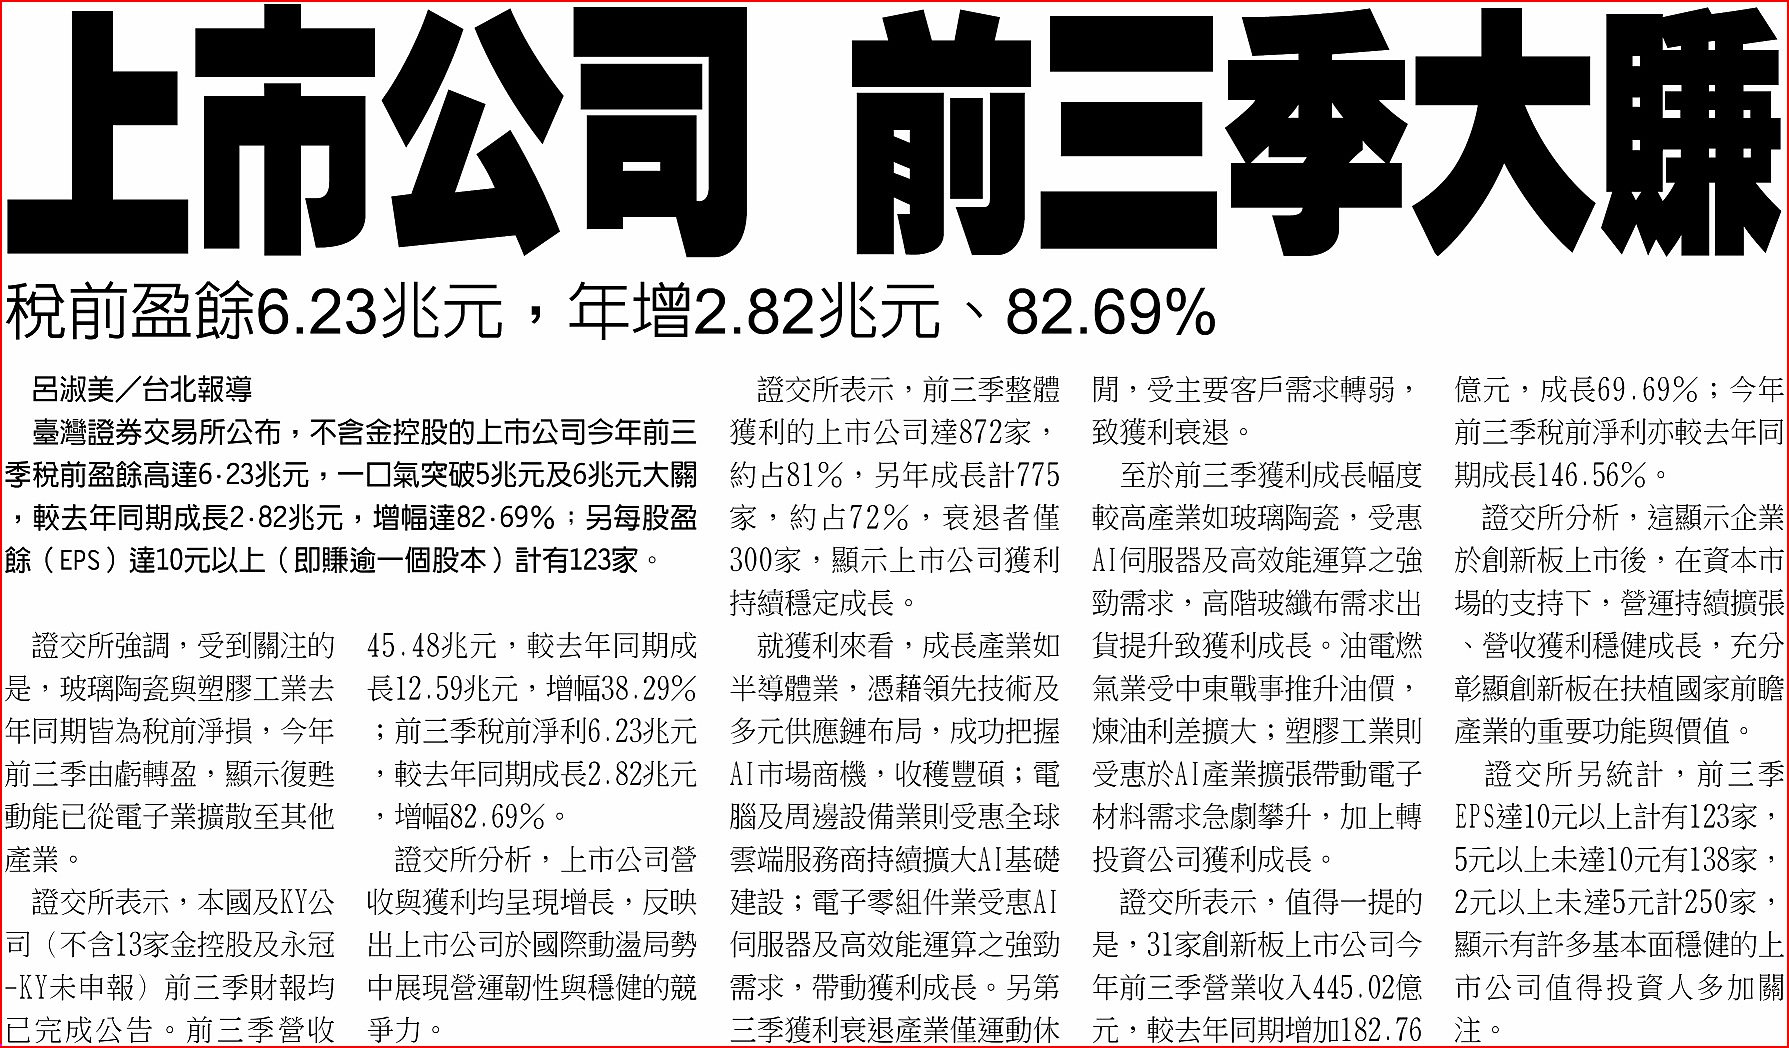 上市公司 前三季大賺
稅前盈餘6.23兆元，年增2.82兆元、82.69%
呂淑美／台北報導
臺灣證券交易所公布，不含金控股的上市公司今年前三
季稅前盈餘高達6.23兆元，一口氣突破5兆元及6兆元大關
，較去年同期成長2.82兆元，增幅達82.69%；另每股盈
餘（EPS）達10元以上（即賺逾一個股本）計有123家。
證交所強調，受到關注的
是，玻璃陶瓷與塑膠工業去
年同期皆為稅前淨損，今年
前三季由虧轉盈，顯示復甦
動能已從電子業擴散至其他
產業。
證交所表示，本國及KY公
司（不含13家金控股及永冠
-KY未申報）前三季財報均
已完成公告。前三季營收
45.48兆元，較去年同期成
長12.59兆元，增幅38.29%
；前三季稅前淨利6.23兆元
，較去年同期成長2.82兆元
，增幅82.69%。
證交所分析，上市公司營
收與獲利均呈現增長，反映
出上市公司於國際動盪局勢
中展現營運韌性與穩健的競
爭力。
證交所表示，前三季整體
獲利的上市公司達872家，
約占81%，另年成長計775
家，約占72%，衰退者僅
300家，顯示上市公司獲利
持續穩定成長。
就獲利來看，成長產業如
半導體業，憑藉領先技術及
多元供應鏈布局，成功把握
AI市場商機，收穫豐碩；電
腦及周邊設備業則受惠全球
雲端服務商持續擴大AI基礎
建設；電子零組件業受惠AI
伺服器及高效能運算之強勁
需求，帶動獲利成長。另第
三季獲利衰退產業僅運動休
閒，受主要客戶需求轉弱，
致獲利衰退。
至於前三季獲利成長幅度
較高產業如玻璃陶瓷，受惠
AI伺服器及高效能運算之強
勁需求，高階玻纖布需求出
貨提升致獲利成長。油電燃
氣業受中東戰事推升油價，
煉油利差擴大；塑膠工業則
受惠於AI產業擴張帶動電子
材料需求急劇攀升，加上轉
投資公司獲利成長。
證交所表示，值得一提的
是，31家創新板上市公司今
年前三季營業收入445.02億
元，較去年同期增加182.76
億元，成長69.69%；今年
前三季稅前淨利亦較去年同
期成長146.56%。
證交所分析，這顯示企業
於創新板上市後，在資本市
場的支持下，營運持續擴張
、營收獲利穩健成長，充分
彰顯創新板在扶植國家前瞻
產業的重要功能與價值。
證交所另統計，前三季
EPS達10元以上計有123家，
5元以上未達10元有138家，
2元以上未達5元計250家，
顯示有許多基本面穩健的上
市公司值得投資人多加關
注。